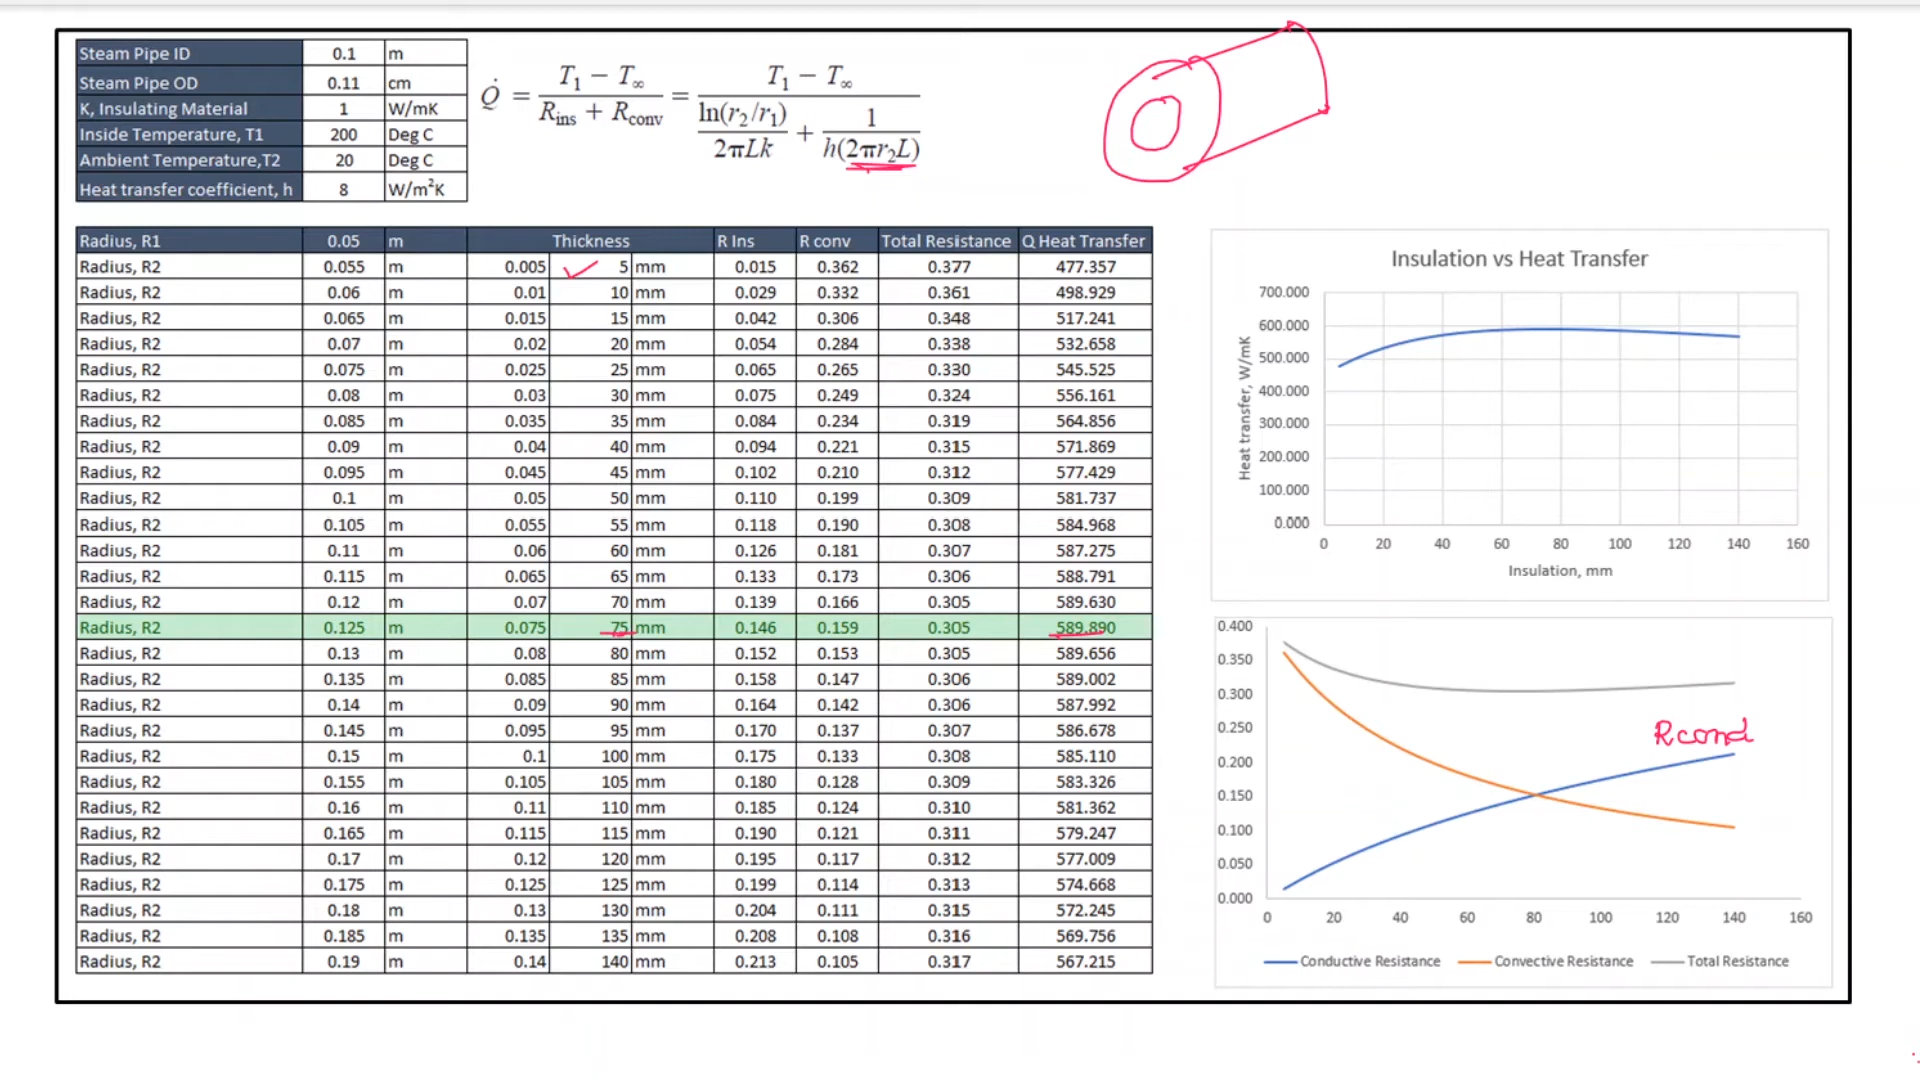 Steam Pipe ID 0.1 m
Steam Pipe OD 0.11 cm
K, Insulating Material 1 W/mK
Inside Temperature, T1 200 Deg C
Ambient Temperature,T2 20 Deg C
Heat transfer coefficient, h 8 W/m²K
Q̇ = (T₁ − T∞)/(Rins + Rconv) = (T₁ − T∞)/(ln(r₂/r₁)/(2πLk) + 1/(h(2πr₂L)))
Radius, R1 0.05 m Thickness R Ins R conv Total Resistance Q Heat Transfer
Radius, R2 0.055 m 0.005 5 mm 0.015 0.362 0.377 477.357
Radius, R2 0.06 m 0.01 10 mm 0.029 0.332 0.361 498.929
Radius, R2 0.065 m 0.015 15 mm 0.042 0.306 0.348 517.241
Radius, R2 0.07 m 0.02 20 mm 0.054 0.284 0.338 532.658
Radius, R2 0.075 m 0.025 25 mm 0.065 0.265 0.330 545.525
Radius, R2 0.08 m 0.03 30 mm 0.075 0.249 0.324 556.161
Radius, R2 0.085 m 0.035 35 mm 0.084 0.234 0.319 564.856
Radius, R2 0.09 m 0.04 40 mm 0.094 0.221 0.315 571.869
Radius, R2 0.095 m 0.045 45 mm 0.102 0.210 0.312 577.429
Radius, R2 0.1 m 0.05 50 mm 0.110 0.199 0.309 581.737
Radius, R2 0.105 m 0.055 55 mm 0.118 0.190 0.308 584.968
Radius, R2 0.11 m 0.06 60 mm 0.126 0.181 0.307 587.275
Radius, R2 0.115 m 0.065 65 mm 0.133 0.173 0.306 588.791
Radius, R2 0.12 m 0.07 70 mm 0.139 0.166 0.305 589.630
Radius, R2 0.125 m 0.075 75 mm 0.146 0.159 0.305 589.890
Radius, R2 0.13 m 0.08 80 mm 0.152 0.153 0.305 589.656
Radius, R2 0.135 m 0.085 85 mm 0.158 0.147 0.306 589.002
Radius, R2 0.14 m 0.09 90 mm 0.164 0.142 0.306 587.992
Radius, R2 0.145 m 0.095 95 mm 0.170 0.137 0.307 586.678
Radius, R2 0.15 m 0.1 100 mm 0.175 0.133 0.308 585.110
Radius, R2 0.155 m 0.105 105 mm 0.180 0.128 0.309 583.326
Radius, R2 0.16 m 0.11 110 mm 0.185 0.124 0.310 581.362
Radius, R2 0.165 m 0.115 115 mm 0.190 0.121 0.311 579.247
Radius, R2 0.17 m 0.12 120 mm 0.195 0.117 0.312 577.009
Radius, R2 0.175 m 0.125 125 mm 0.199 0.114 0.313 574.668
Radius, R2 0.18 m 0.13 130 mm 0.204 0.111 0.315 572.245
Radius, R2 0.185 m 0.135 135 mm 0.208 0.108 0.316 569.756
Radius, R2 0.19 m 0.14 140 mm 0.213 0.105 0.317 567.215
Insulation vs Heat Transfer
Heat transfer, W/mK
700.000
600.000
500.000
400.000
300.000
200.000
100.000
0.000
0 20 40 60 80 100 120 140 160
Insulation, mm
0.400
0.350
0.300
0.250
0.200
0.150
0.100
0.050
0.000
Rcond
0 20 40 60 80 100 120 140 160
Conductive Resistance Convective Resistance Total Resistance